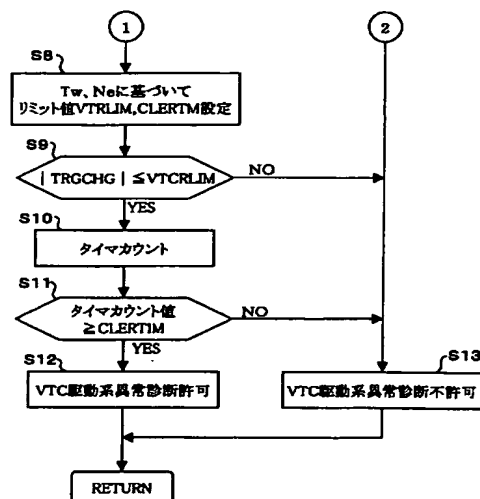 1
2
S8
Tw、Neに基づいて
リミット値VTRLIM,CLERTM設定
S9
| TRGCHG | ≦VTCRLIM
NO
YES
S10
タイマカウント
S11
タイマカウント値
≧CLERTIM
NO
YES
S12
VTC駆動系異常診断許可
S13
VTC駆動系異常診断不許可
RETURN